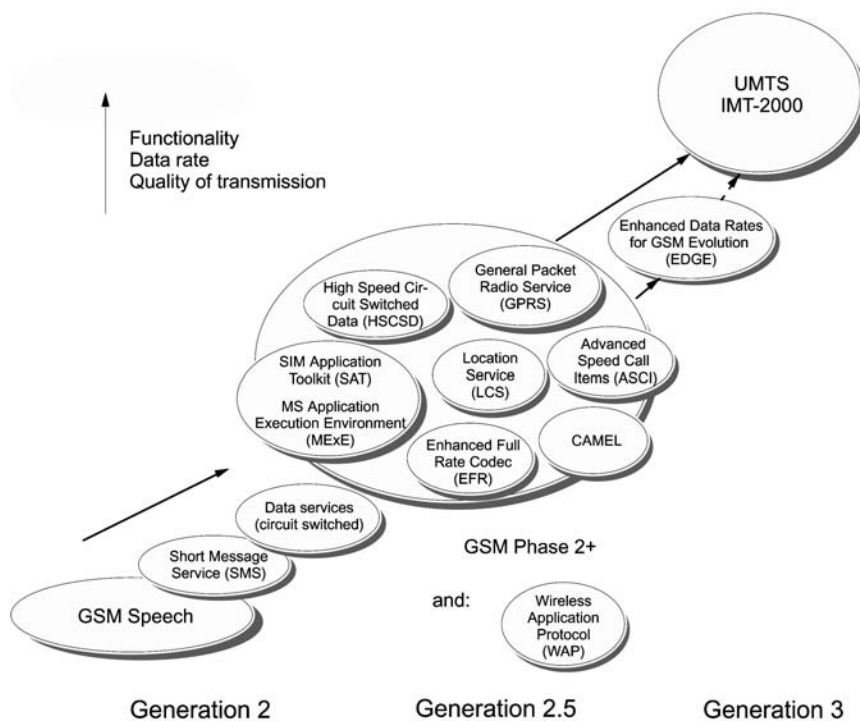 UMTS
IMT-2000
Functionality
Data rate
Quality of transmission
Enhanced Data Rates
for GSM Evolution
(EDGE)
General Packet
Radio Service
(GPRS)
High Speed Cir-
cuit Switched
Data (HSCSD)
SIM Application
Toolkit (SAT)
MS Application
Execution Environment
(MExE)
Location
Service
(LCS)
Advanced
Speed Call
Items (ASCI)
Enhanced Full
Rate Codec
(EFR)
CAMEL
Data services
(circuit switched)
Short Message
Service (SMS)
GSM Speech
GSM Phase 2+
and:
Wireless
Application
Protocol
(WAP)
Generation 2
Generation 2.5
Generation 3